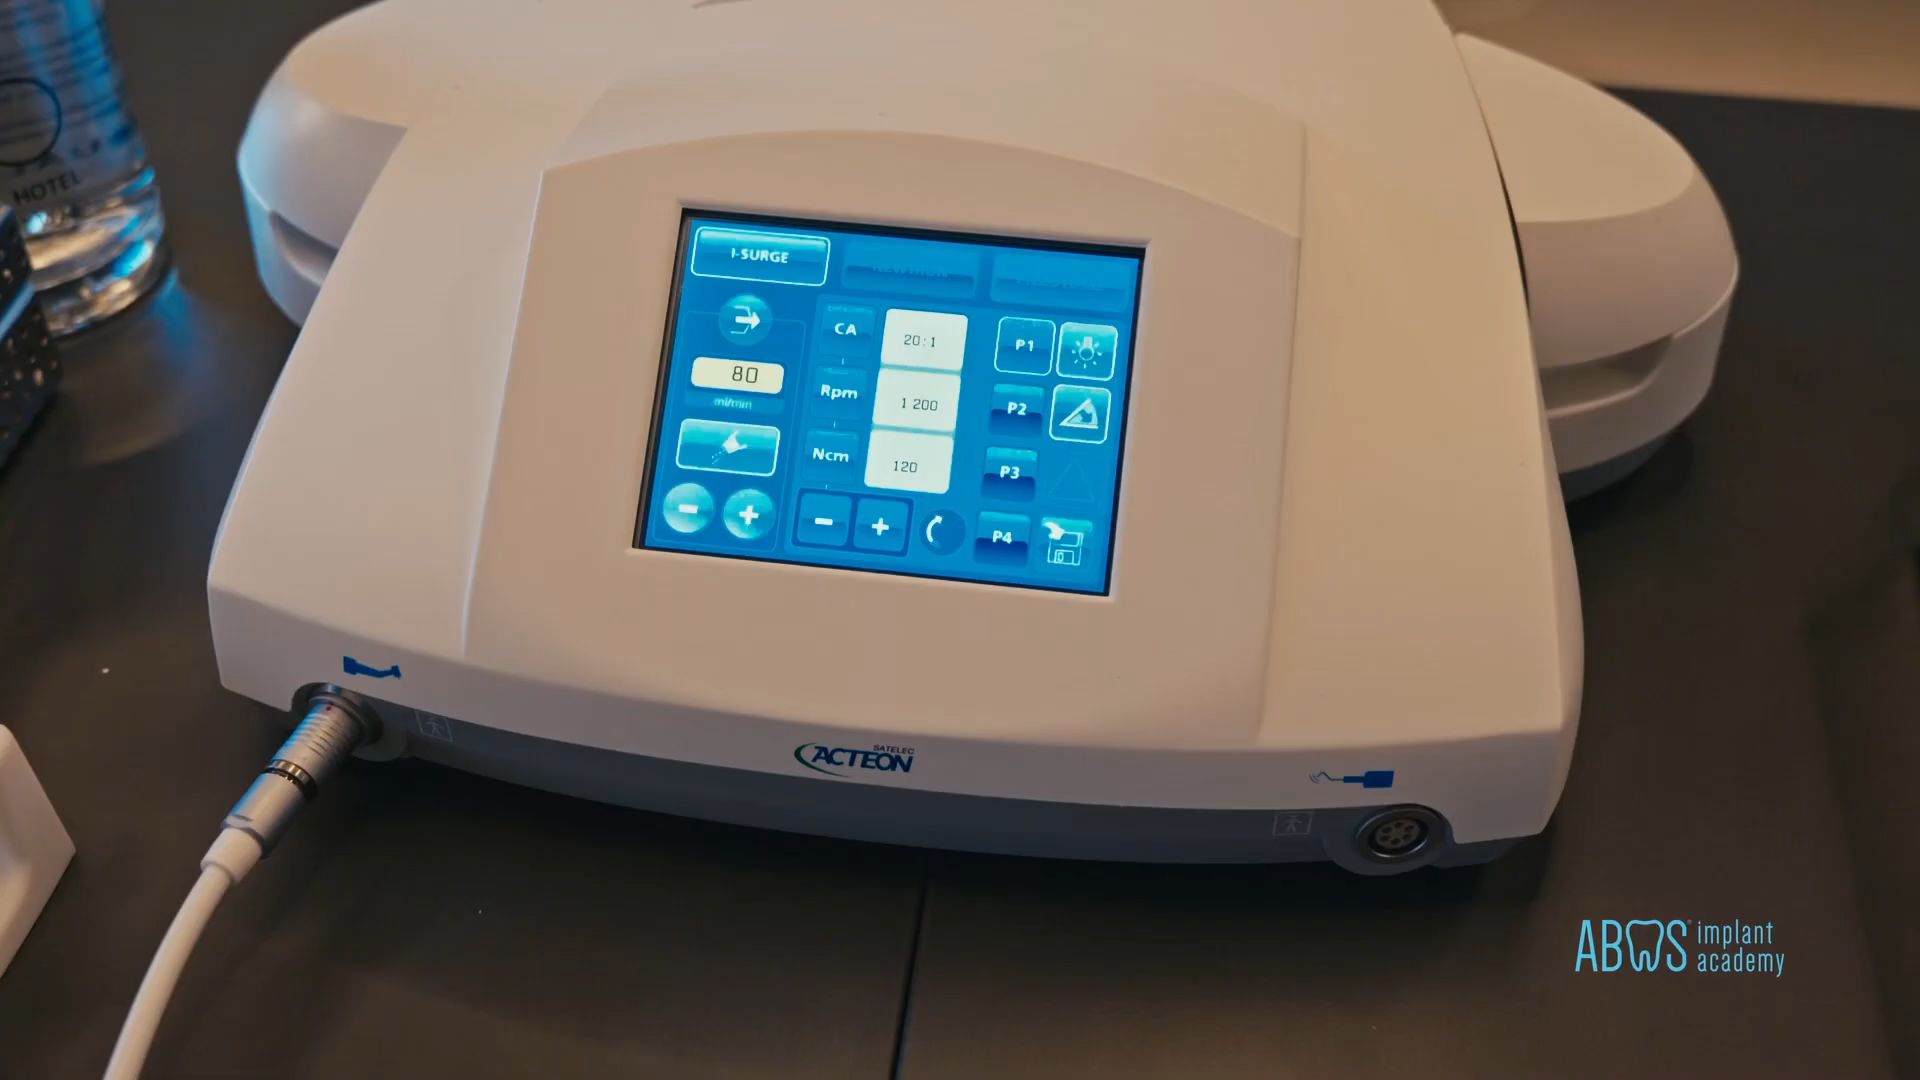 HOTEL
I-SURGE
NEWTRON
80
ml/min
CA
20:1
Rpm
1 200
Ncm
120
P1
P2
P3
P4
SATELEC
ACTEON
ABOS® implant
academy